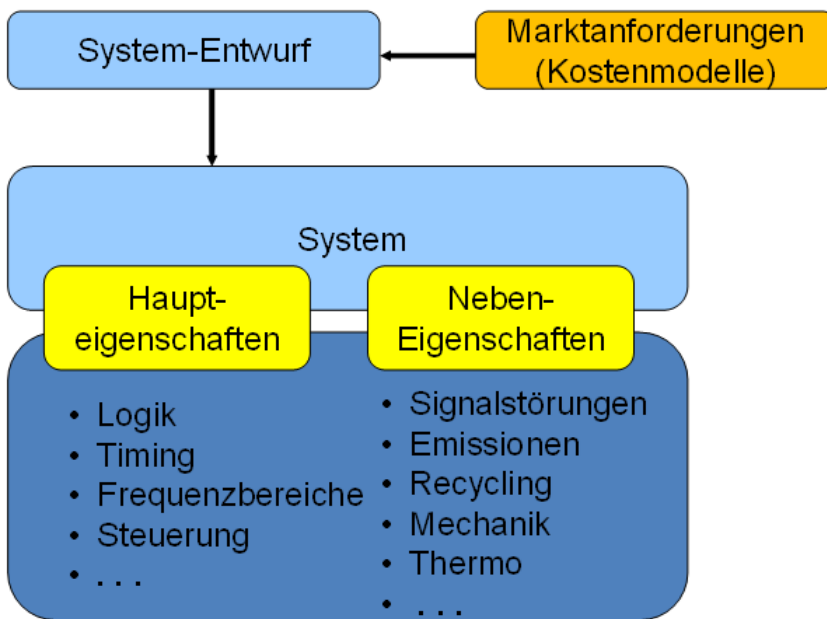 System-Entwurf
Marktanforderungen
(Kostenmodelle)
System
Haupt-
eigenschaften
Neben-
Eigenschaften
• Logik
• Timing
• Frequenzbereiche
• Steuerung
• . . .
• Signalstörungen
• Emissionen
• Recycling
• Mechanik
• Thermo
• . . .